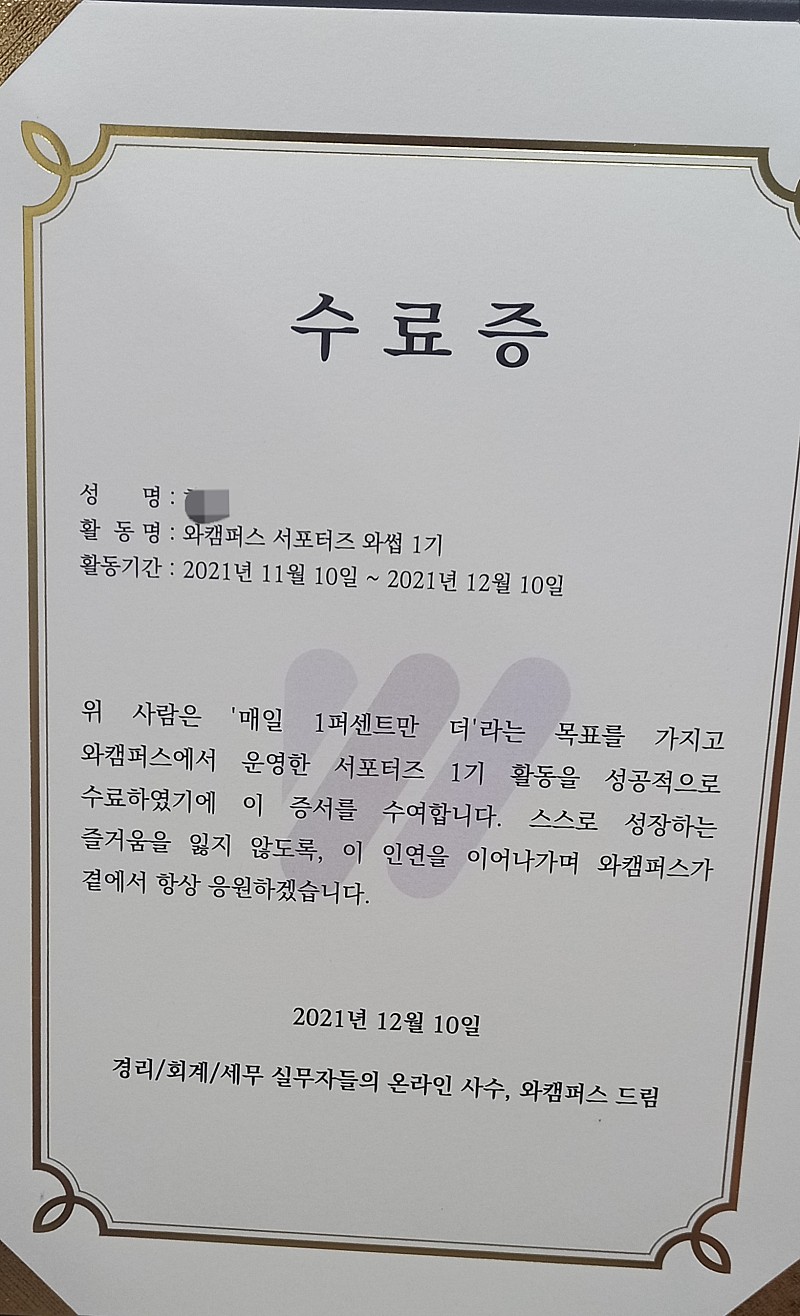 수료증
성 명 :
활 동 명 : 와캠퍼스 서포터즈 와썹 1기
활동기간 : 2021년 11월 10일 ~ 2021년 12월 10일
위 사람은 '매일 1퍼센트만 더'라는 목표를 가지고
와캠퍼스에서 운영한 서포터즈 1기 활동을 성공적으로
수료하였기에 이 증서를 수여합니다. 스스로 성장하는
즐거움을 잃지 않도록, 이 인연을 이어나가며 와캠퍼스가
곁에서 항상 응원하겠습니다.
2021년 12월 10일
경리/회계/세무 실무자들의 온라인 사수, 와캠퍼스 드림